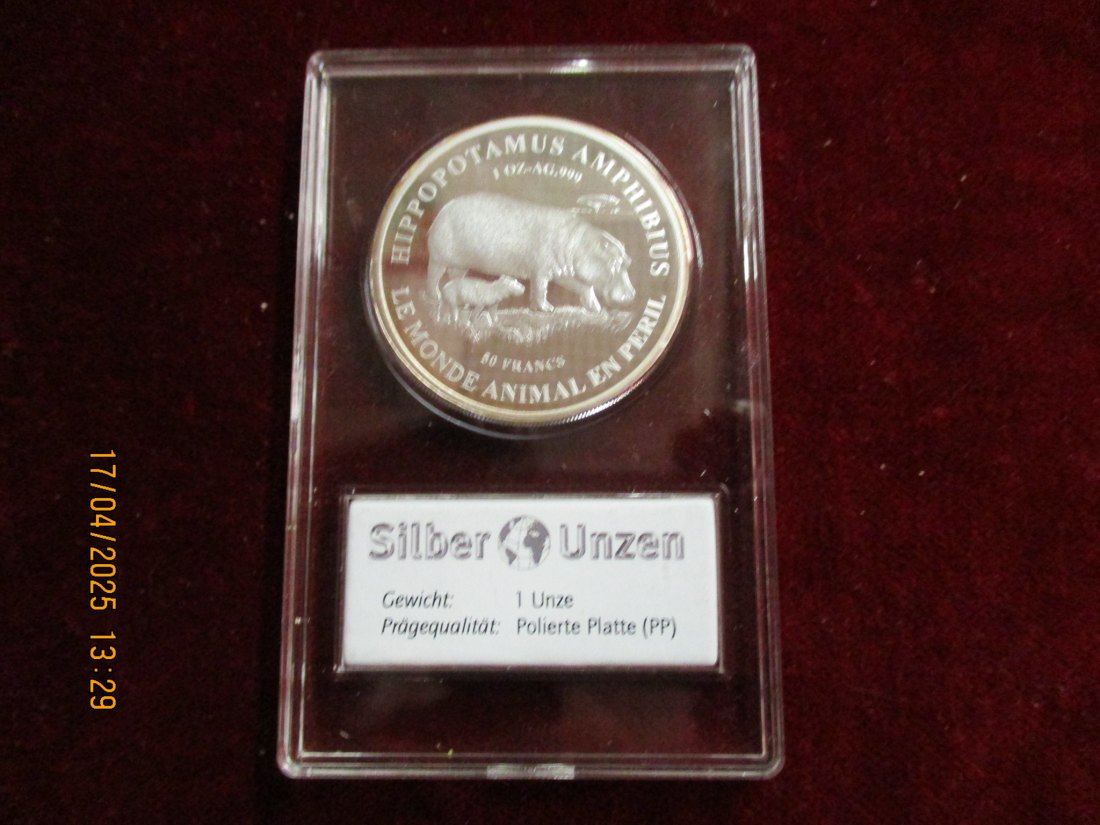 HIPPOPOTAMUS AMPHIBIUS
1 OZ-AG.999
50 FRANCS
LE MONDE ANIMAL EN PERIL
Silber Unzen
Gewicht: 1 Unze
Prägequalität: Polierte Platte (PP)
17/04/2025 13:29